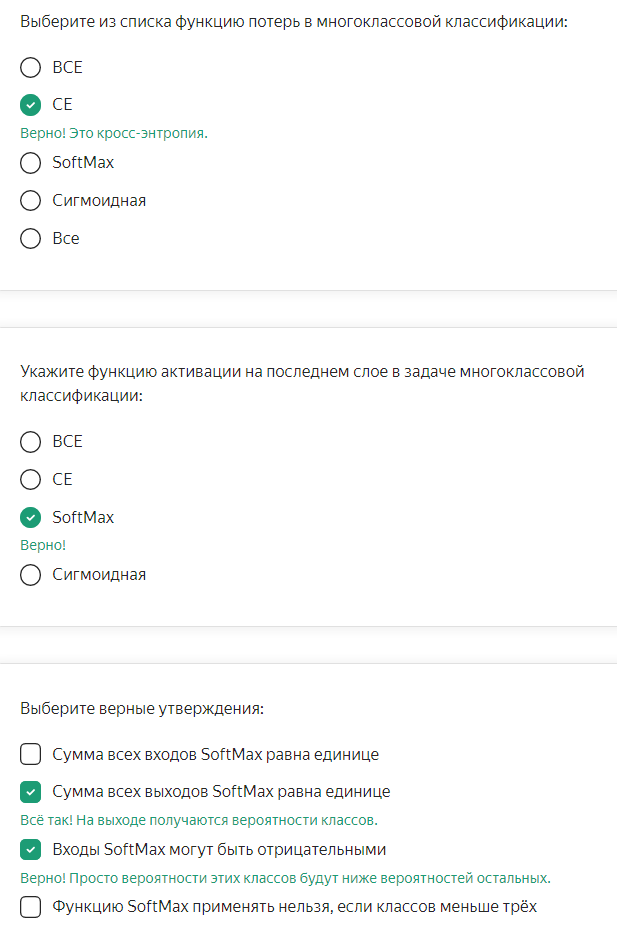 Выберите из списка функцию потерь в многоклассовой классификации:
BCE
CE
Верно! Это кросс-энтропия.
SoftMax
Сигмоидная
Все
Укажите функцию активации на последнем слое в задаче многоклассовой
классификации:
BCE
CE
SoftMax
Верно!
Сигмоидная
Выберите верные утверждения:
Сумма всех входов SoftMax равна единице
Сумма всех выходов SoftMax равна единице
Всё так! На выходе получаются вероятности классов.
Входы SoftMax могут быть отрицательными
Верно! Просто вероятности этих классов будут ниже вероятностей остальных.
Функцию SoftMax применять нельзя, если классов меньше трёх